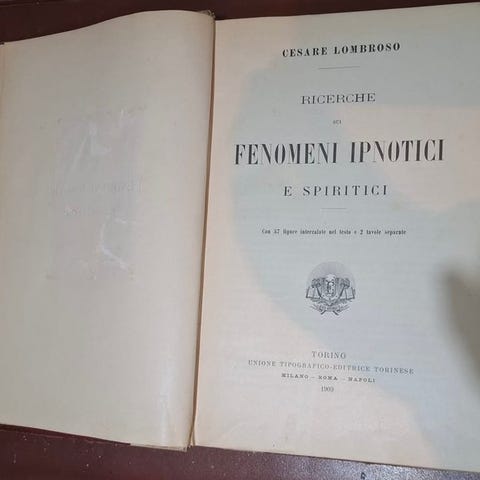 CESARE LOMBROSO
RICERCHE
SUI
FENOMENI IPNOTICI
E SPIRITICI
Con 57 figure intercalate nel testo e 2 tavole separate
TORINO
UNIONE TIPOGRAFICO-EDITRICE TORINESE
MILANO — ROMA — NAPOLI
1909